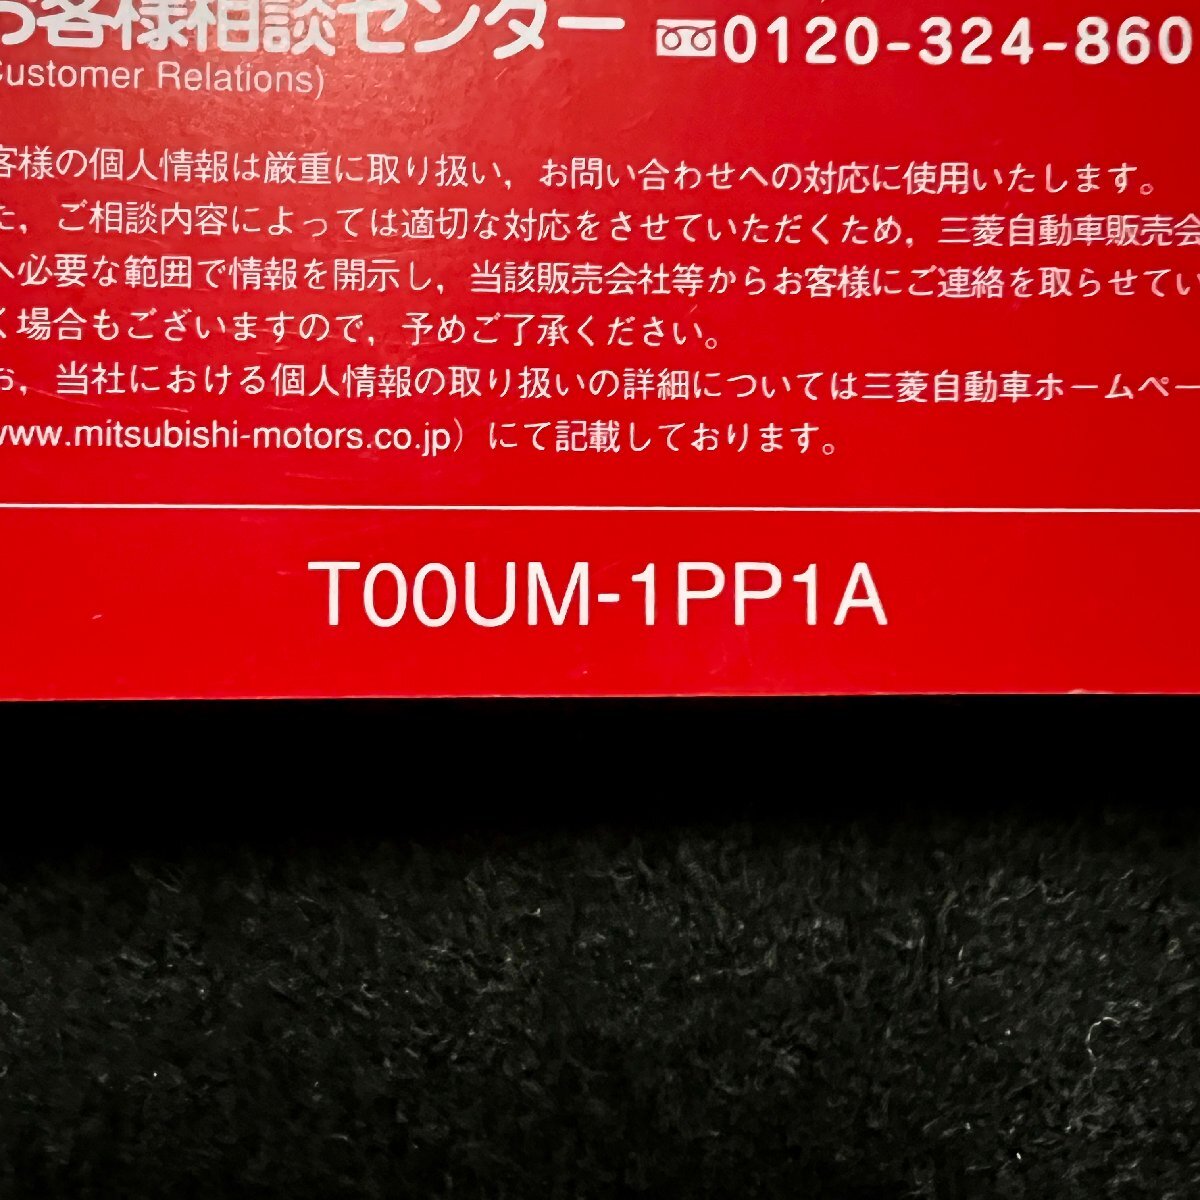 お客様相談センター 0120-324-860
Customer Relations)
客様の個人情報は厳重に取り扱い，お問い合わせへの対応に使用いたします。
た，ご相談内容によっては適切な対応をさせていただくため，三菱自動車販売会
へ必要な範囲で情報を開示し，当該販売会社等からお客様にご連絡を取らせてい
く場合もございますので，予めご了承ください。
お，当社における個人情報の取り扱いの詳細については三菱自動車ホームペー
www.mitsubishi-motors.co.jp）にて記載しております。
T00UM-1PP1A